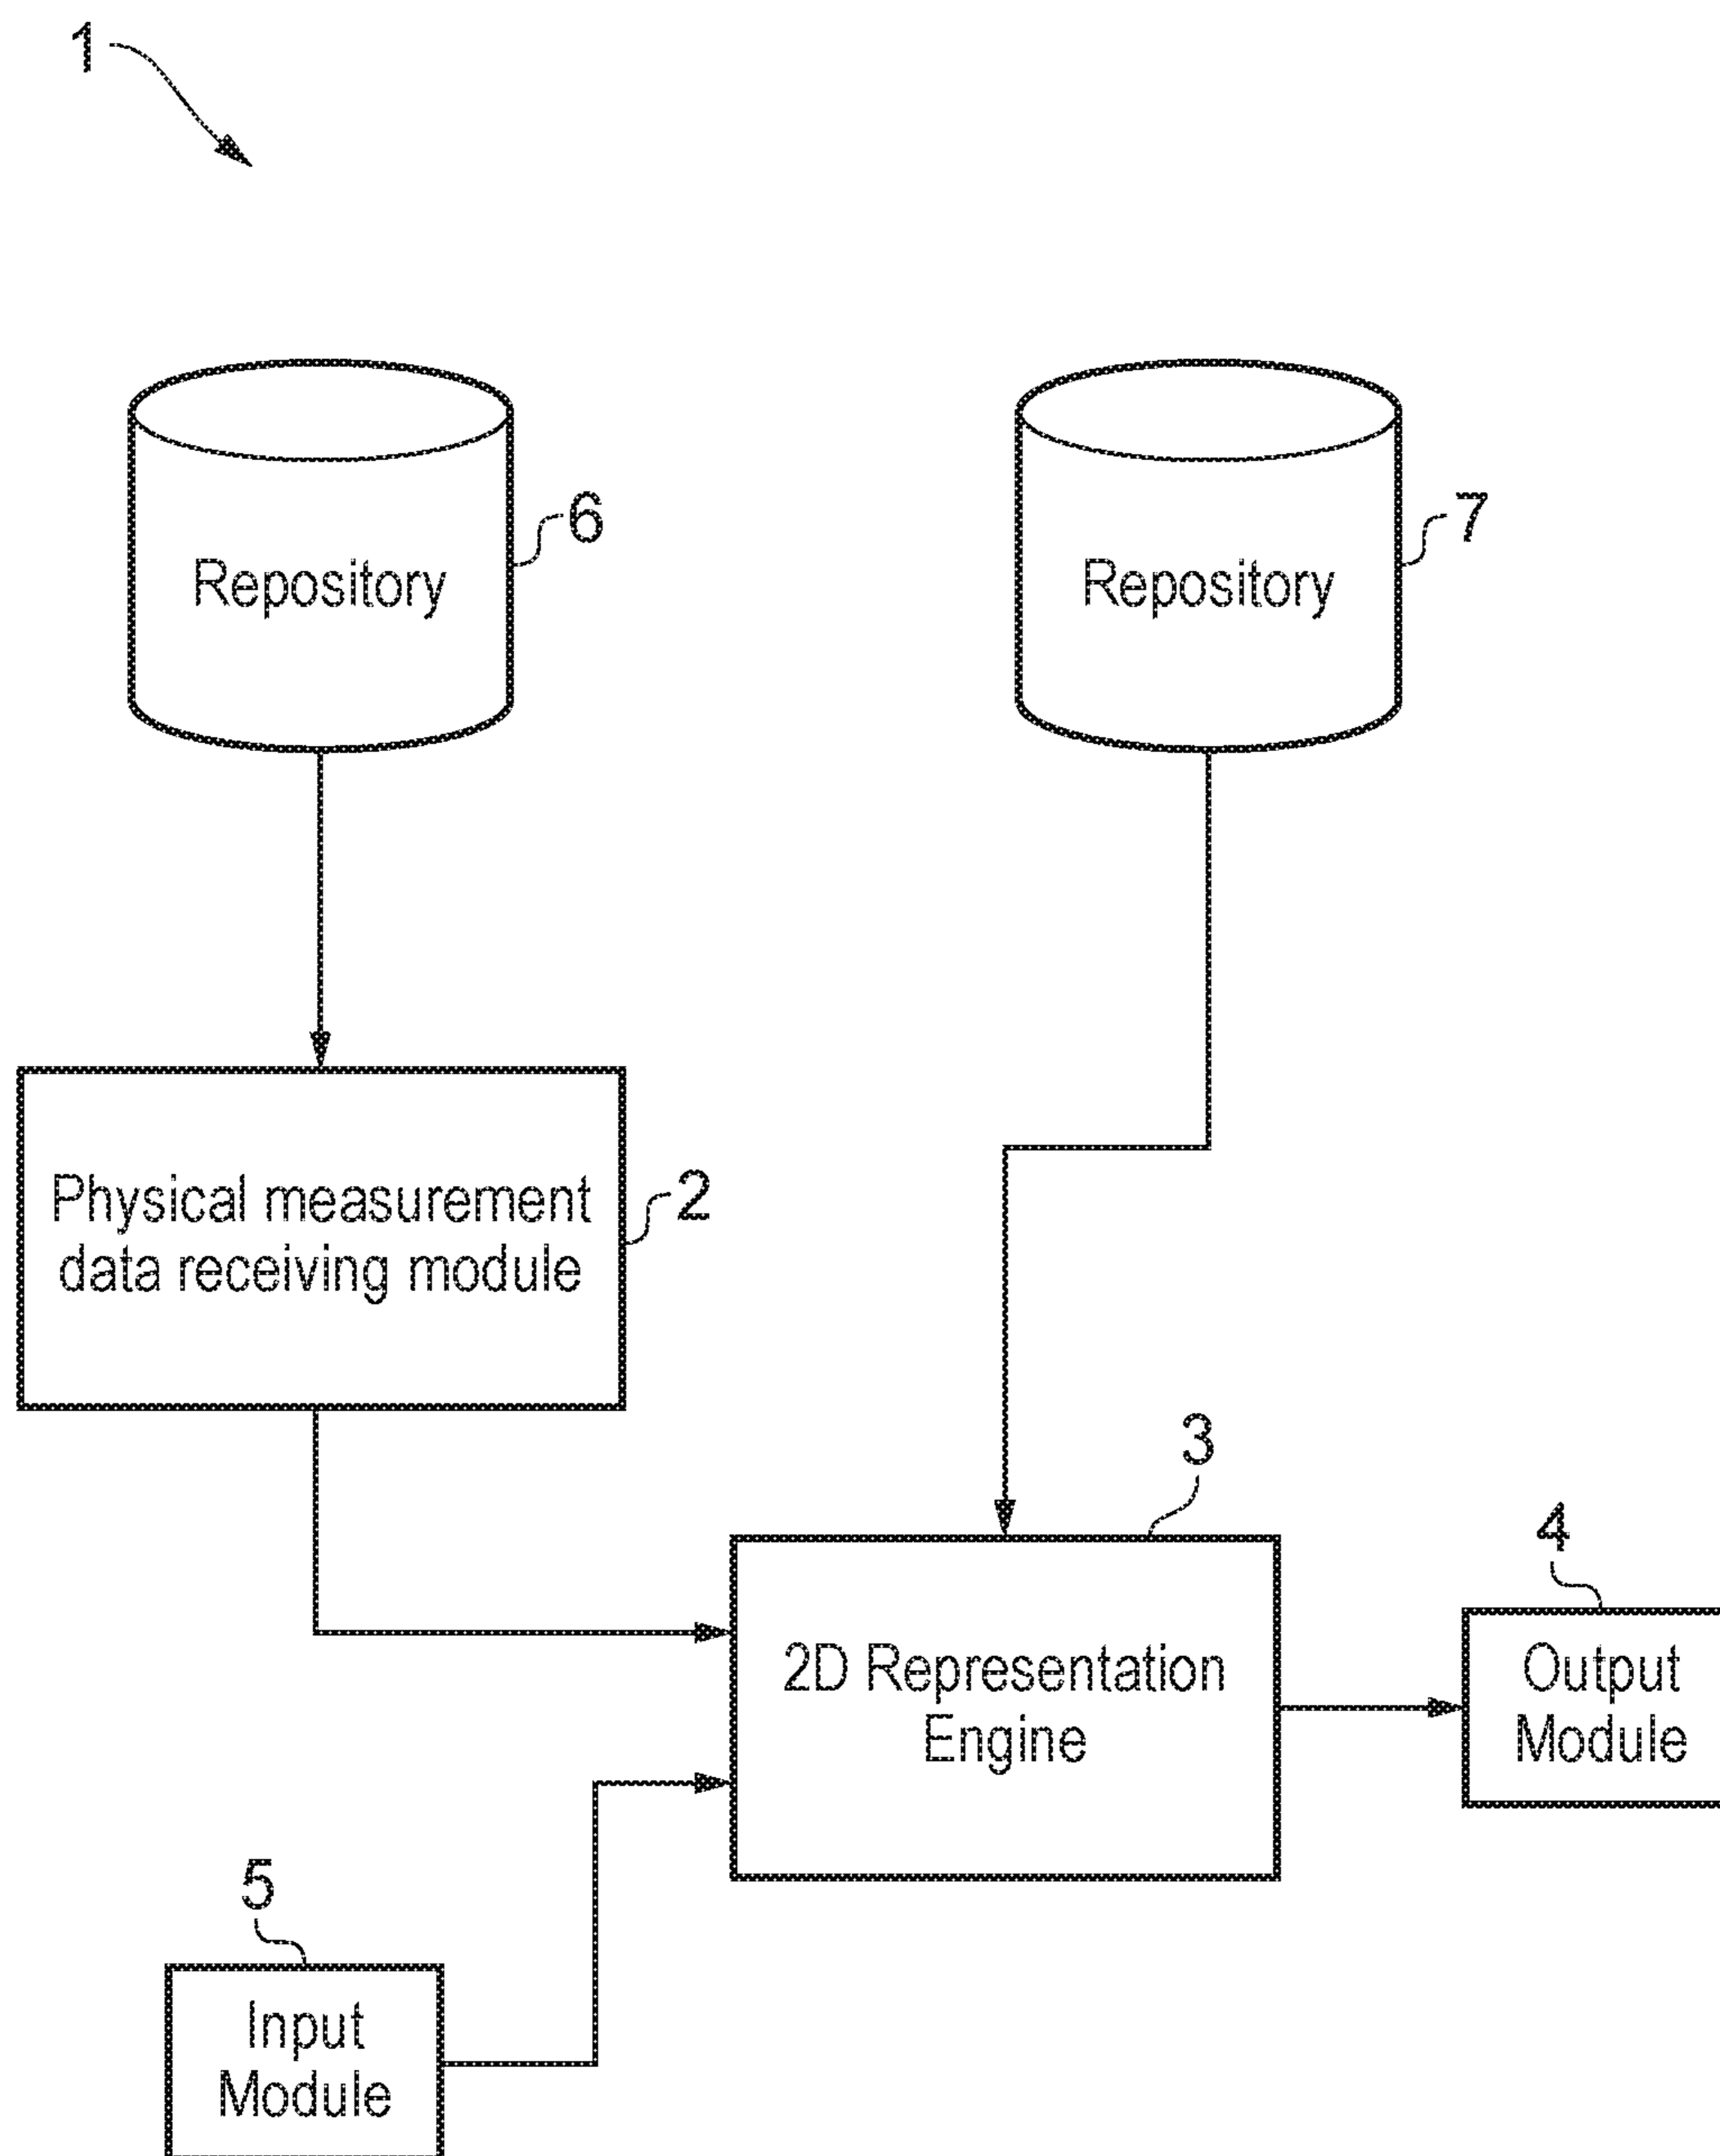 1
6
Repository
7
Repository
Physical measurement
data receiving module
2
3
2D Representation
Engine
4
Output
Module
5
Input
Module